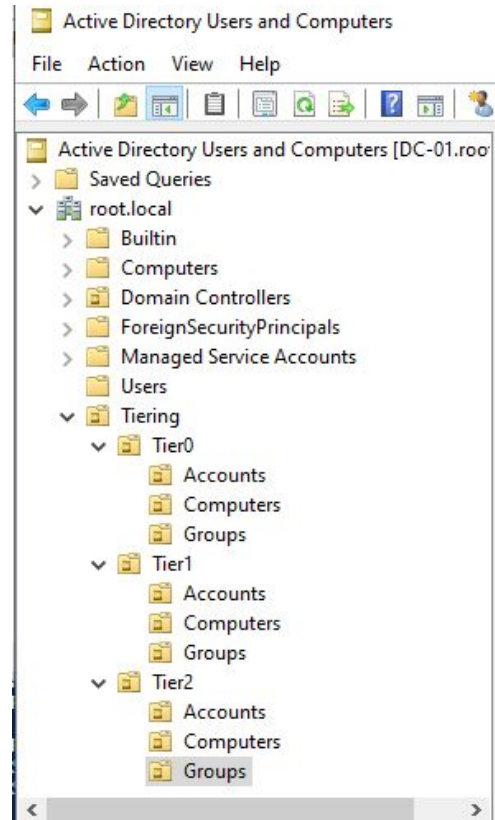 Active Directory Users and Computers
File Action View Help
Active Directory Users and Computers [DC-01.roo
Saved Queries
root.local
Builtin
Computers
Domain Controllers
ForeignSecurityPrincipals
Managed Service Accounts
Users
Tiering
Tier0
Accounts
Computers
Groups
Tier1
Accounts
Computers
Groups
Tier2
Accounts
Computers
Groups